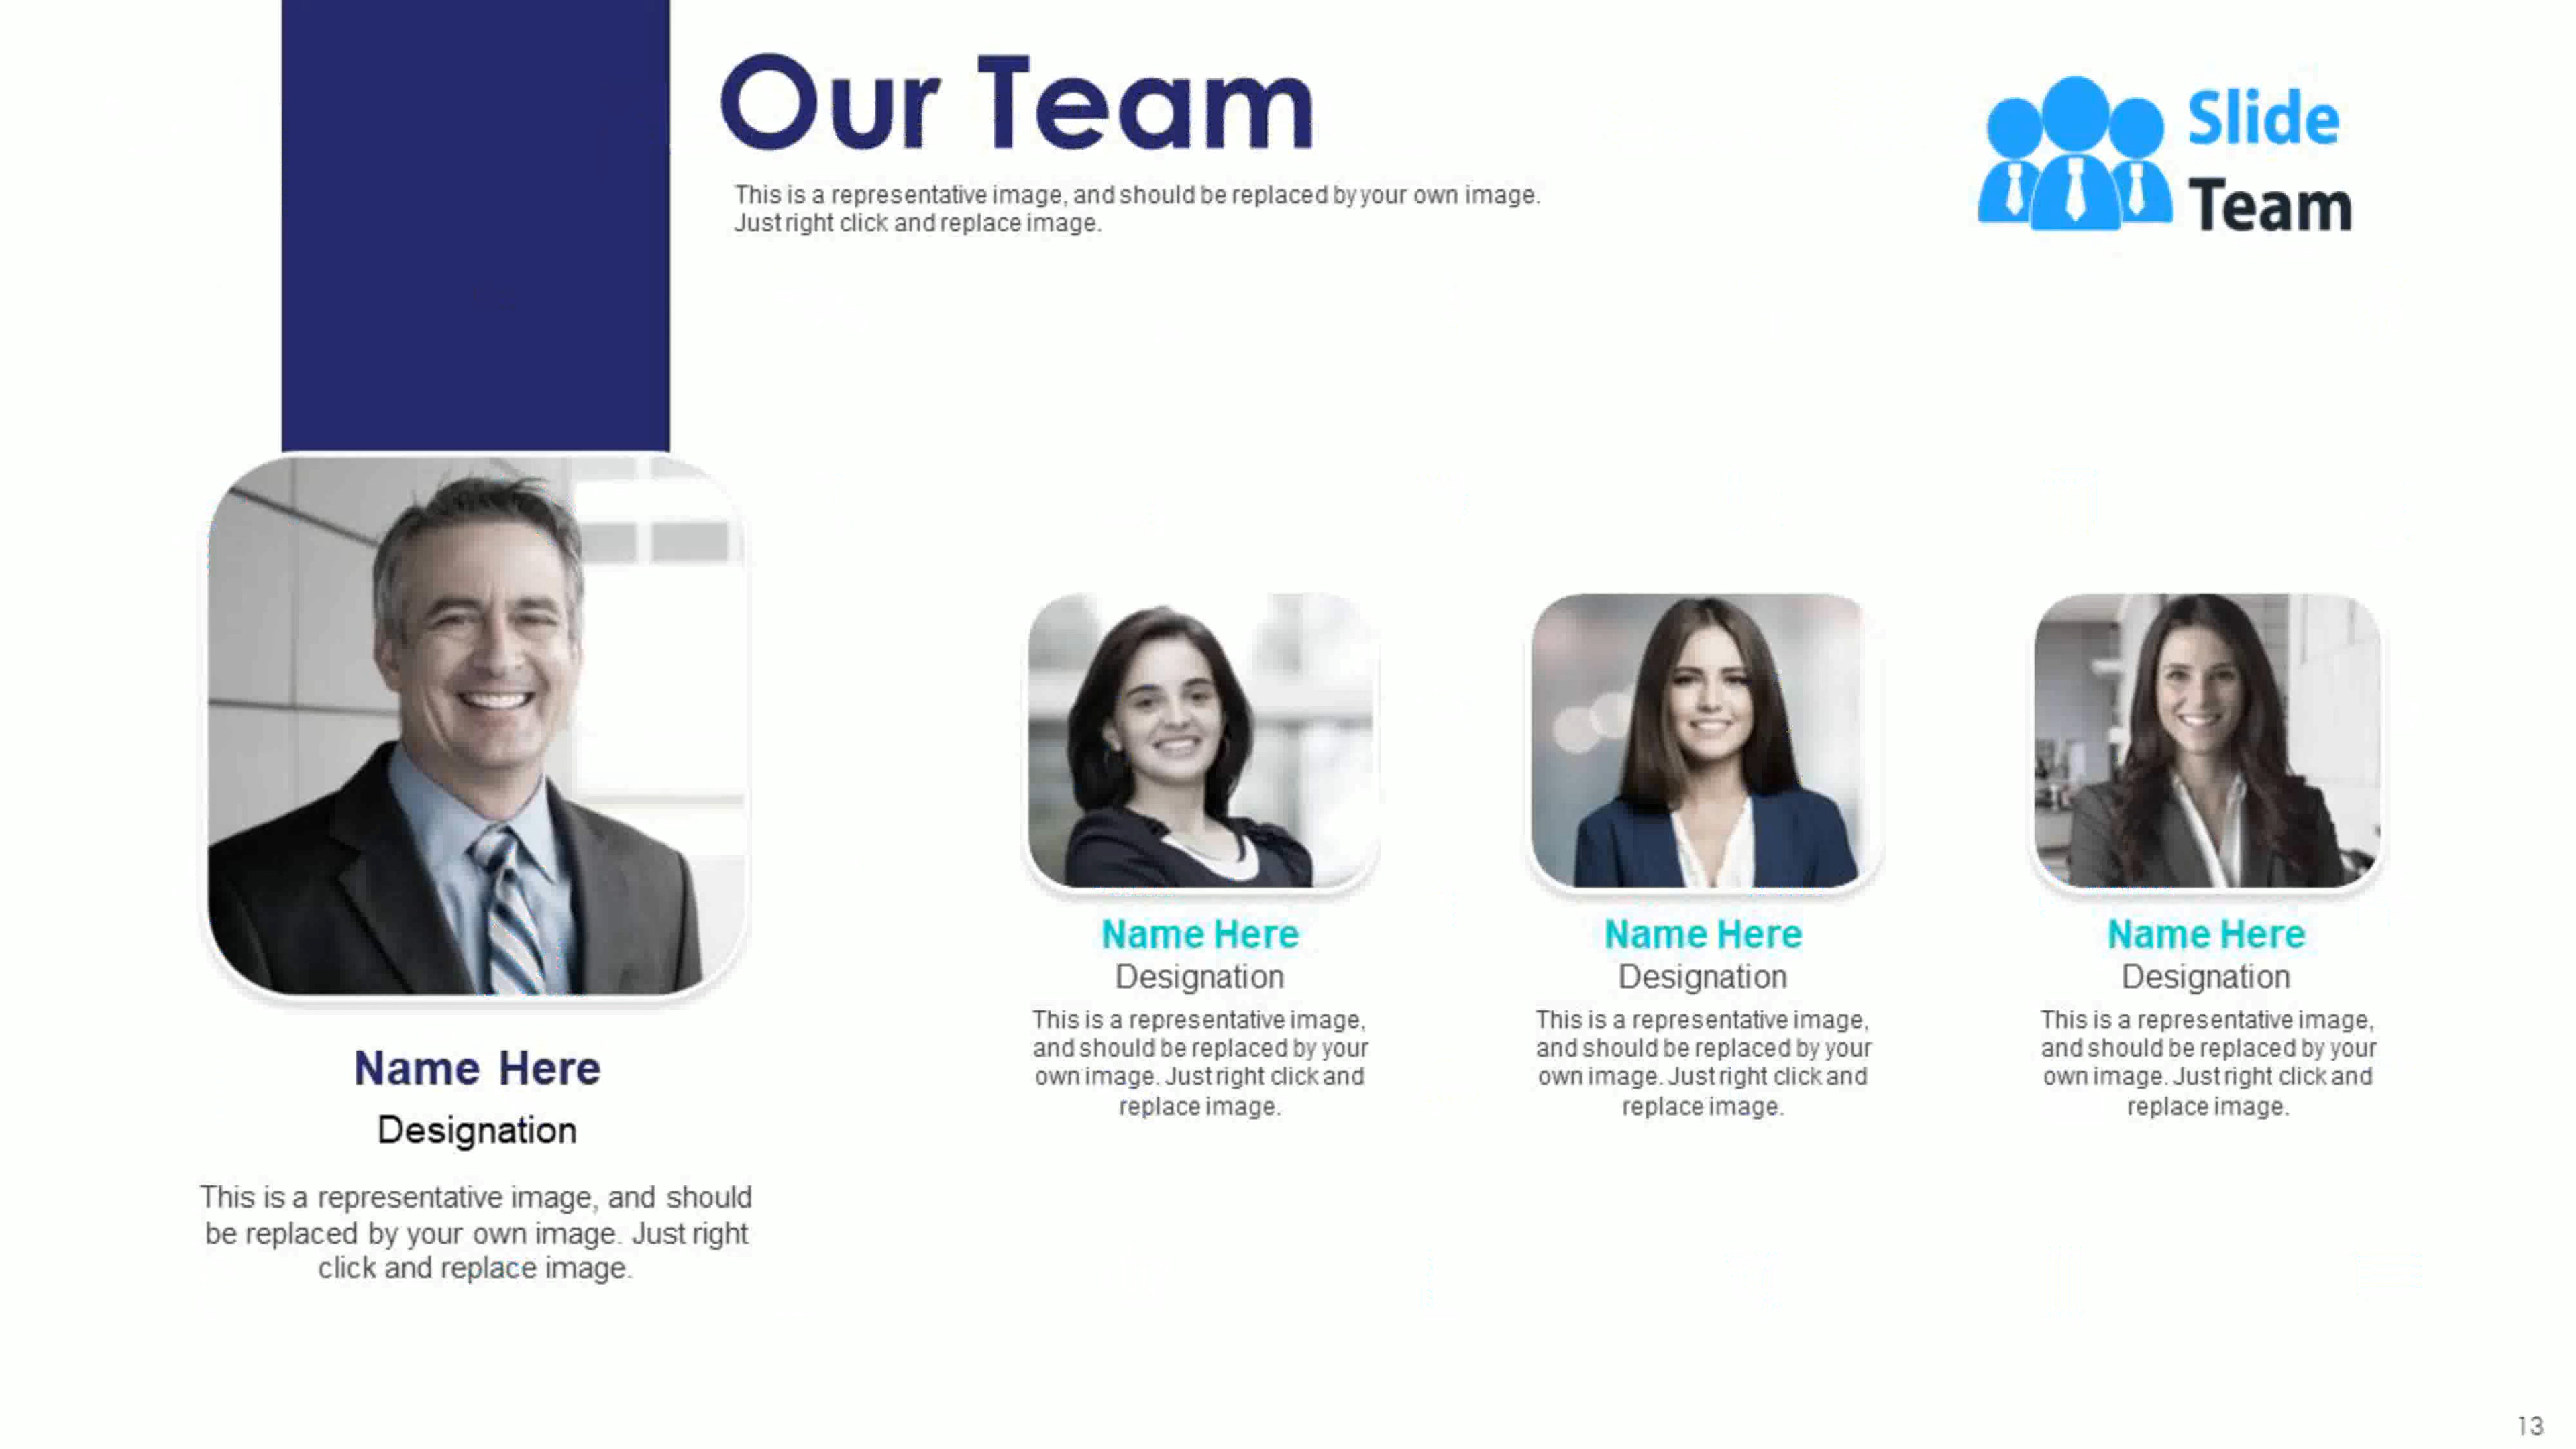 Our Team
This is a representative image, and should be replaced by your own image.
Just right click and replace image.
Slide
Team
Name Here
Designation
This is a representative image, and should
be replaced by your own image. Just right
click and replace image.
Name Here
Designation
This is a representative image,
and should be replaced by your
own image. Just right click and
replace image.
Name Here
Designation
This is a representative image,
and should be replaced by your
own image. Just right click and
replace image.
Name Here
Designation
This is a representative image,
and should be replaced by your
own image. Just right click and
replace image.
13